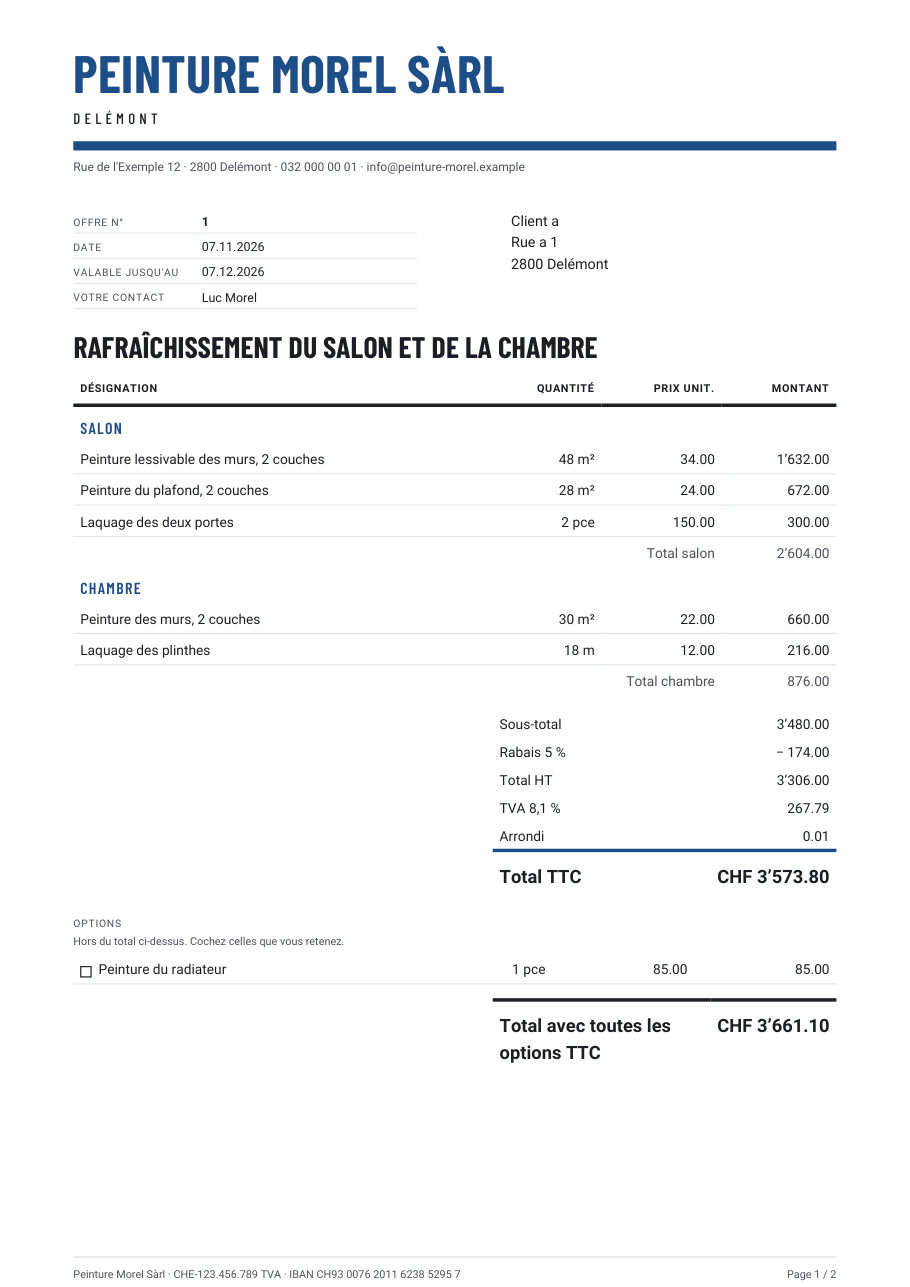 PEINTURE MOREL SÀRL
DELÉMONT
Rue de l'Exemple 12 · 2800 Delémont · 032 000 00 01 · info@peinture-morel.example
OFFRE N° 1
DATE 07.11.2026
VALABLE JUSQU'AU 07.12.2026
VOTRE CONTACT Luc Morel
Client a
Rue a 1
2800 Delémont
RAFRAÎCHISSEMENT DU SALON ET DE LA CHAMBRE
DÉSIGNATION QUANTITÉ PRIX UNIT. MONTANT
SALON
Peinture lessivable des murs, 2 couches 48 m² 34.00 1’632.00
Peinture du plafond, 2 couches 28 m² 24.00 672.00
Laquage des deux portes 2 pce 150.00 300.00
Total salon 2’604.00
CHAMBRE
Peinture des murs, 2 couches 30 m² 22.00 660.00
Laquage des plinthes 18 m 12.00 216.00
Total chambre 876.00
Sous-total 3’480.00
Rabais 5 % − 174.00
Total HT 3’306.00
TVA 8,1 % 267.79
Arrondi 0.01
Total TTC CHF 3’573.80
OPTIONS
Hors du total ci-dessus. Cochez celles que vous retenez.
☐ Peinture du radiateur 1 pce 85.00 85.00
Total avec toutes les CHF 3’661.10
options TTC
Peinture Morel Sàrl · CHE-123.456.789 TVA · IBAN CH93 0076 2011 6238 5295 7 Page 1 / 2